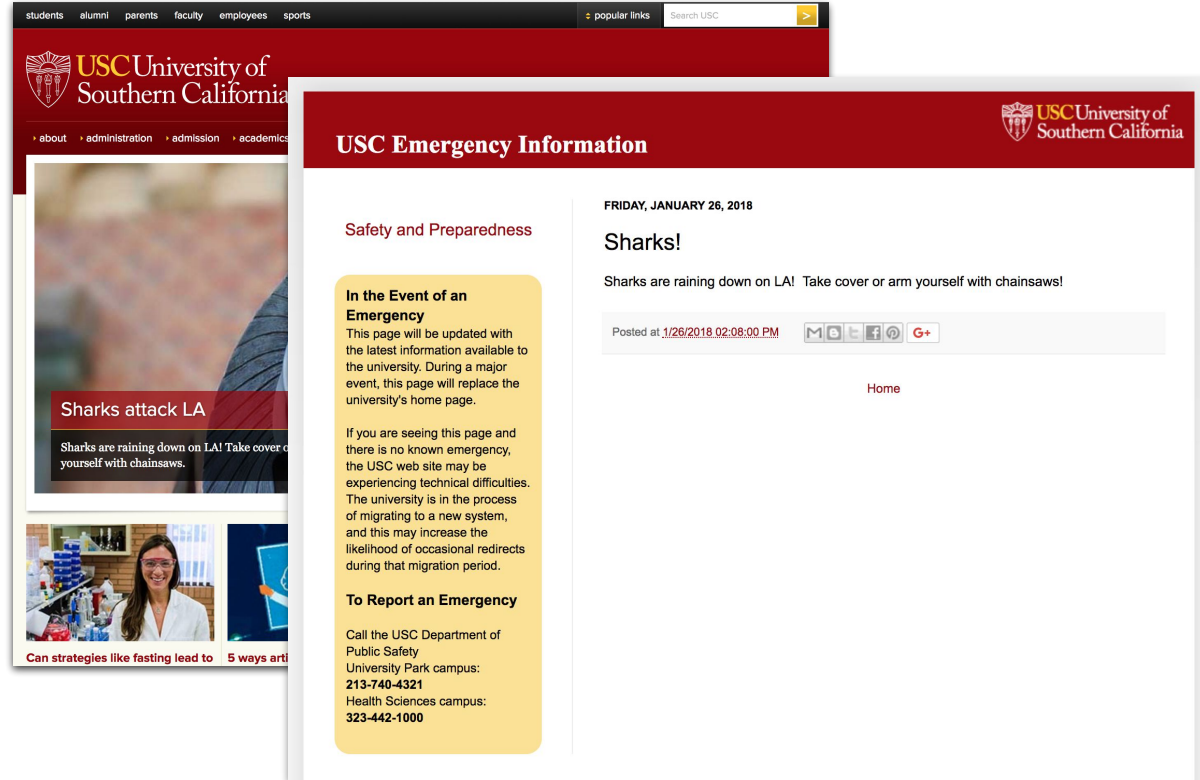 students alumni parents faculty employees sports
popular links
Search USC
>
USC University of
Southern California
about administration admission academics
Sharks attack LA
Sharks are raining down on LA! Take cover
yourself with chainsaws.
Can strategies like fasting lead to
5 ways arti
USC Emergency Information
USC University of
Southern California
Safety and Preparedness
In the Event of an
Emergency
This page will be updated with
the latest information available to
the university. During a major
event, this page will replace the
university's home page.
If you are seeing this page and
there is no known emergency,
the USC web site may be
experiencing technical difficulties.
The university is in the process
of migrating to a new system,
and this may increase the
likelihood of occasional redirects
during that migration period.
To Report an Emergency
Call the USC Department of
Public Safety
University Park campus:
213-740-4321
Health Sciences campus:
323-442-1000
FRIDAY, JANUARY 26, 2018
Sharks!
Sharks are raining down on LA!  Take cover or arm yourself with chainsaws!
Posted at 1/26/2018 02:08:00 PM
G+
Home